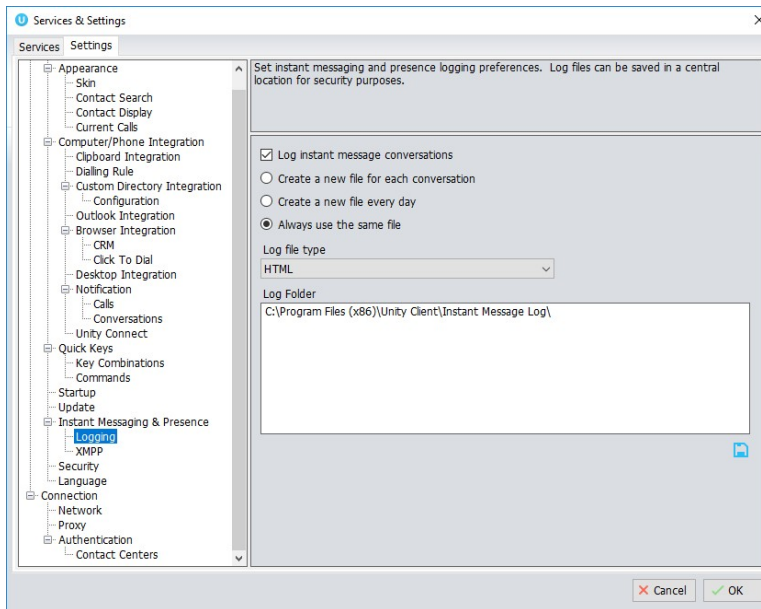 Services & Settings
Services Settings
Appearance
Skin
Contact Search
Contact Display
Current Calls
Computer/Phone Integration
Clipboard Integration
Dialling Rule
Custom Directory Integration
Configuration
Outlook Integration
Browser Integration
CRM
Click To Dial
Desktop Integration
Notification
Calls
Conversations
Unity Connect
Quick Keys
Key Combinations
Commands
Startup
Update
Instant Messaging & Presence
Logging
XMPP
Security
Language
Connection
Network
Proxy
Authentication
Contact Centers
Set instant messaging and presence logging preferences.  Log files can be saved in a central
location for security purposes.
Log instant message conversations
Create a new file for each conversation
Create a new file every day
Always use the same file
Log file type
HTML
Log Folder
C:\Program Files (x86)\Unity Client\Instant Message Log\
Cancel OK